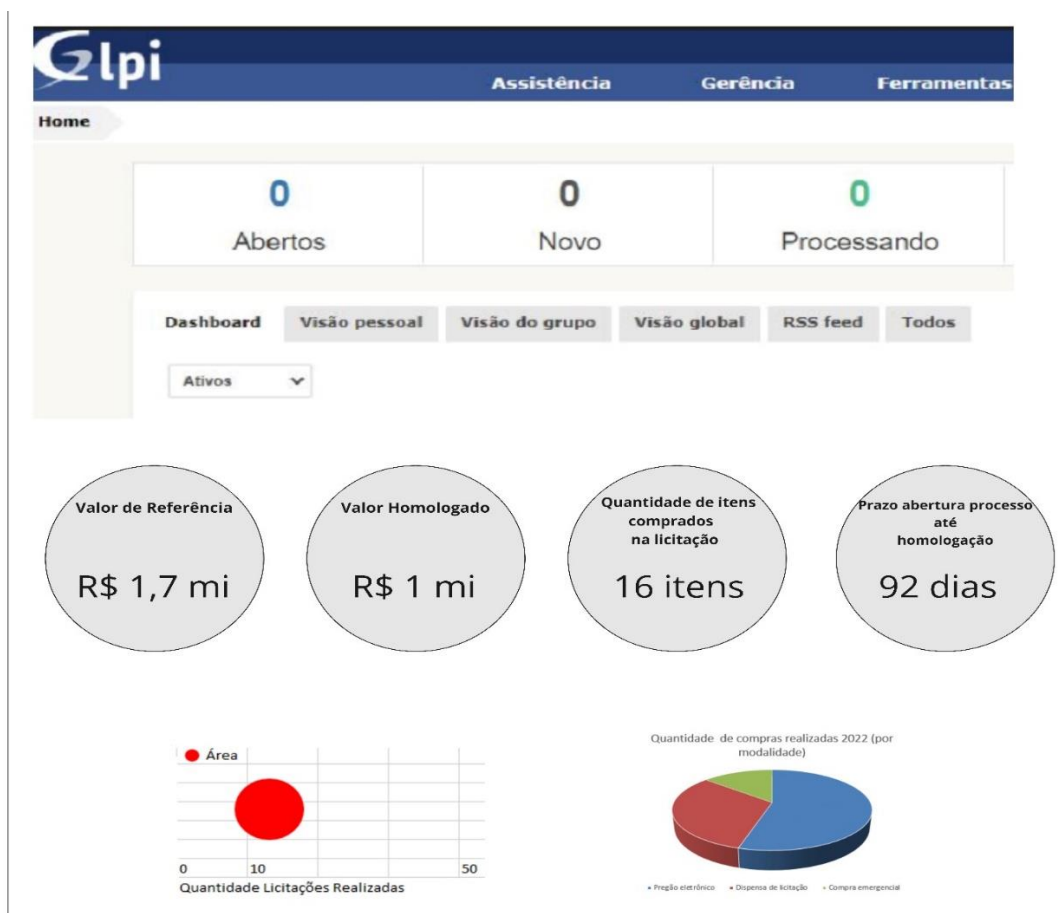 Glpi
Assistência Gerência Ferramentas
Home
0 0 0
Abertos Novo Processando
Dashboard Visão pessoal Visão do grupo Visão global RSS feed Todos
Ativos
Valor de Referência
R$ 1,7 mi
Valor Homologado
R$ 1 mi
Quantidade de itens
comprados
na licitação
16 itens
Prazo abertura processo
até
homologação
92 dias
Área
0 10 50
Quantidade Licitações Realizadas
Quantidade de compras realizadas 2022 (por
modalidade)
Pregão eletrônico Dispensa de licitação Compra emergencial